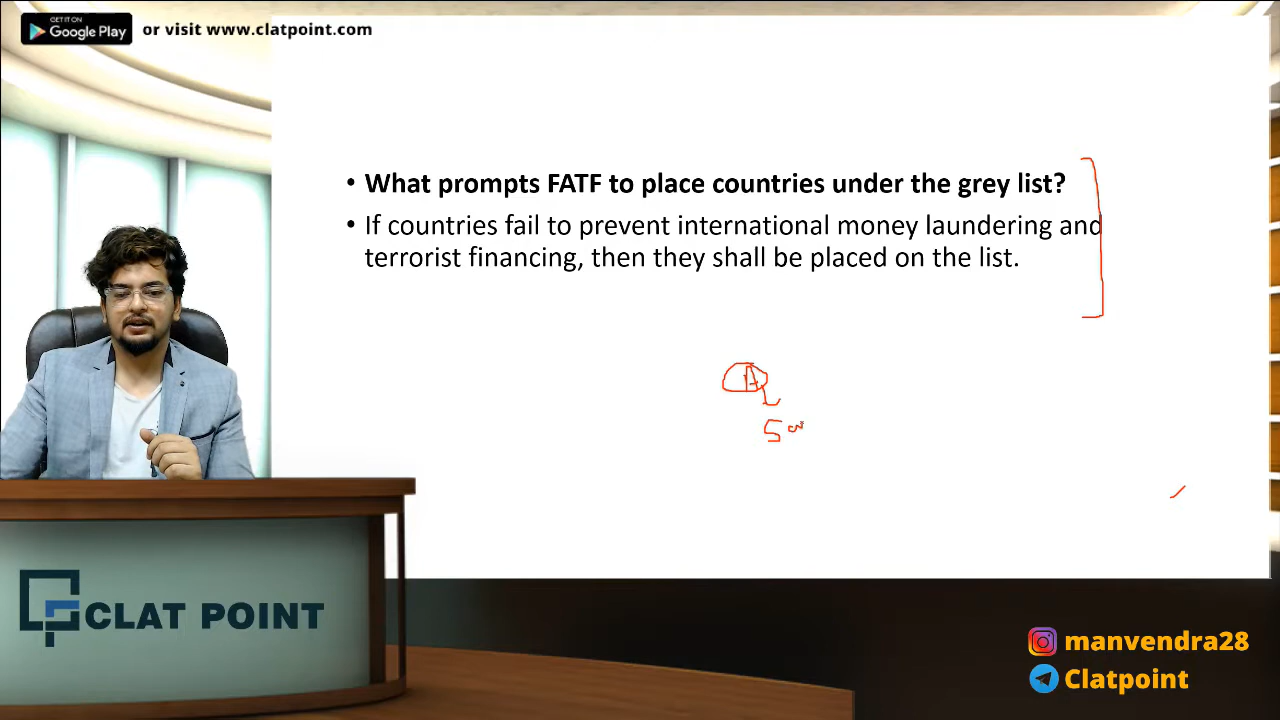 GET IT ON
Google Play
or visit www.clatpoint.com
• What prompts FATF to place countries under the grey list?
• If countries fail to prevent international money laundering and
terrorist financing, then they shall be placed on the list.
A
CLAT POINT
manvendra28
Clatpoint